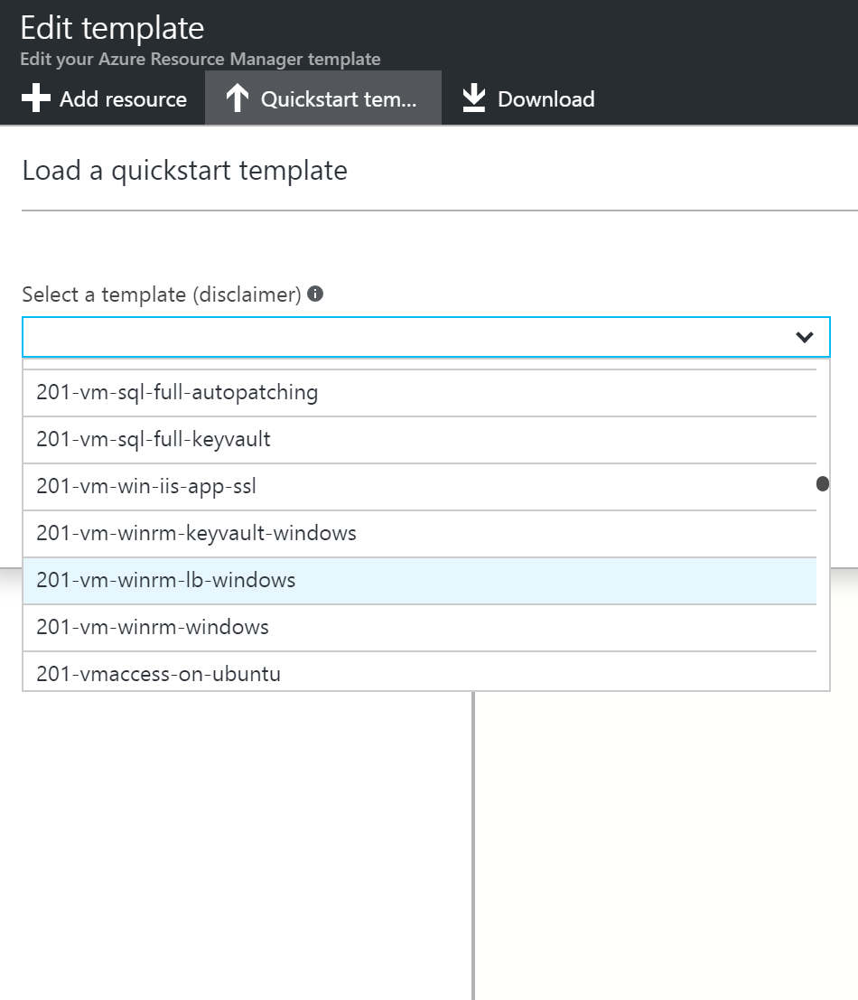 Edit template
Edit your Azure Resource Manager template
Add resource Quickstart tem... Download
Load a quickstart template
Select a template (disclaimer)
201-vm-sql-full-autopatching
201-vm-sql-full-keyvault
201-vm-win-iis-app-ssl
201-vm-winrm-keyvault-windows
201-vm-winrm-lb-windows
201-vm-winrm-windows
201-vmaccess-on-ubuntu